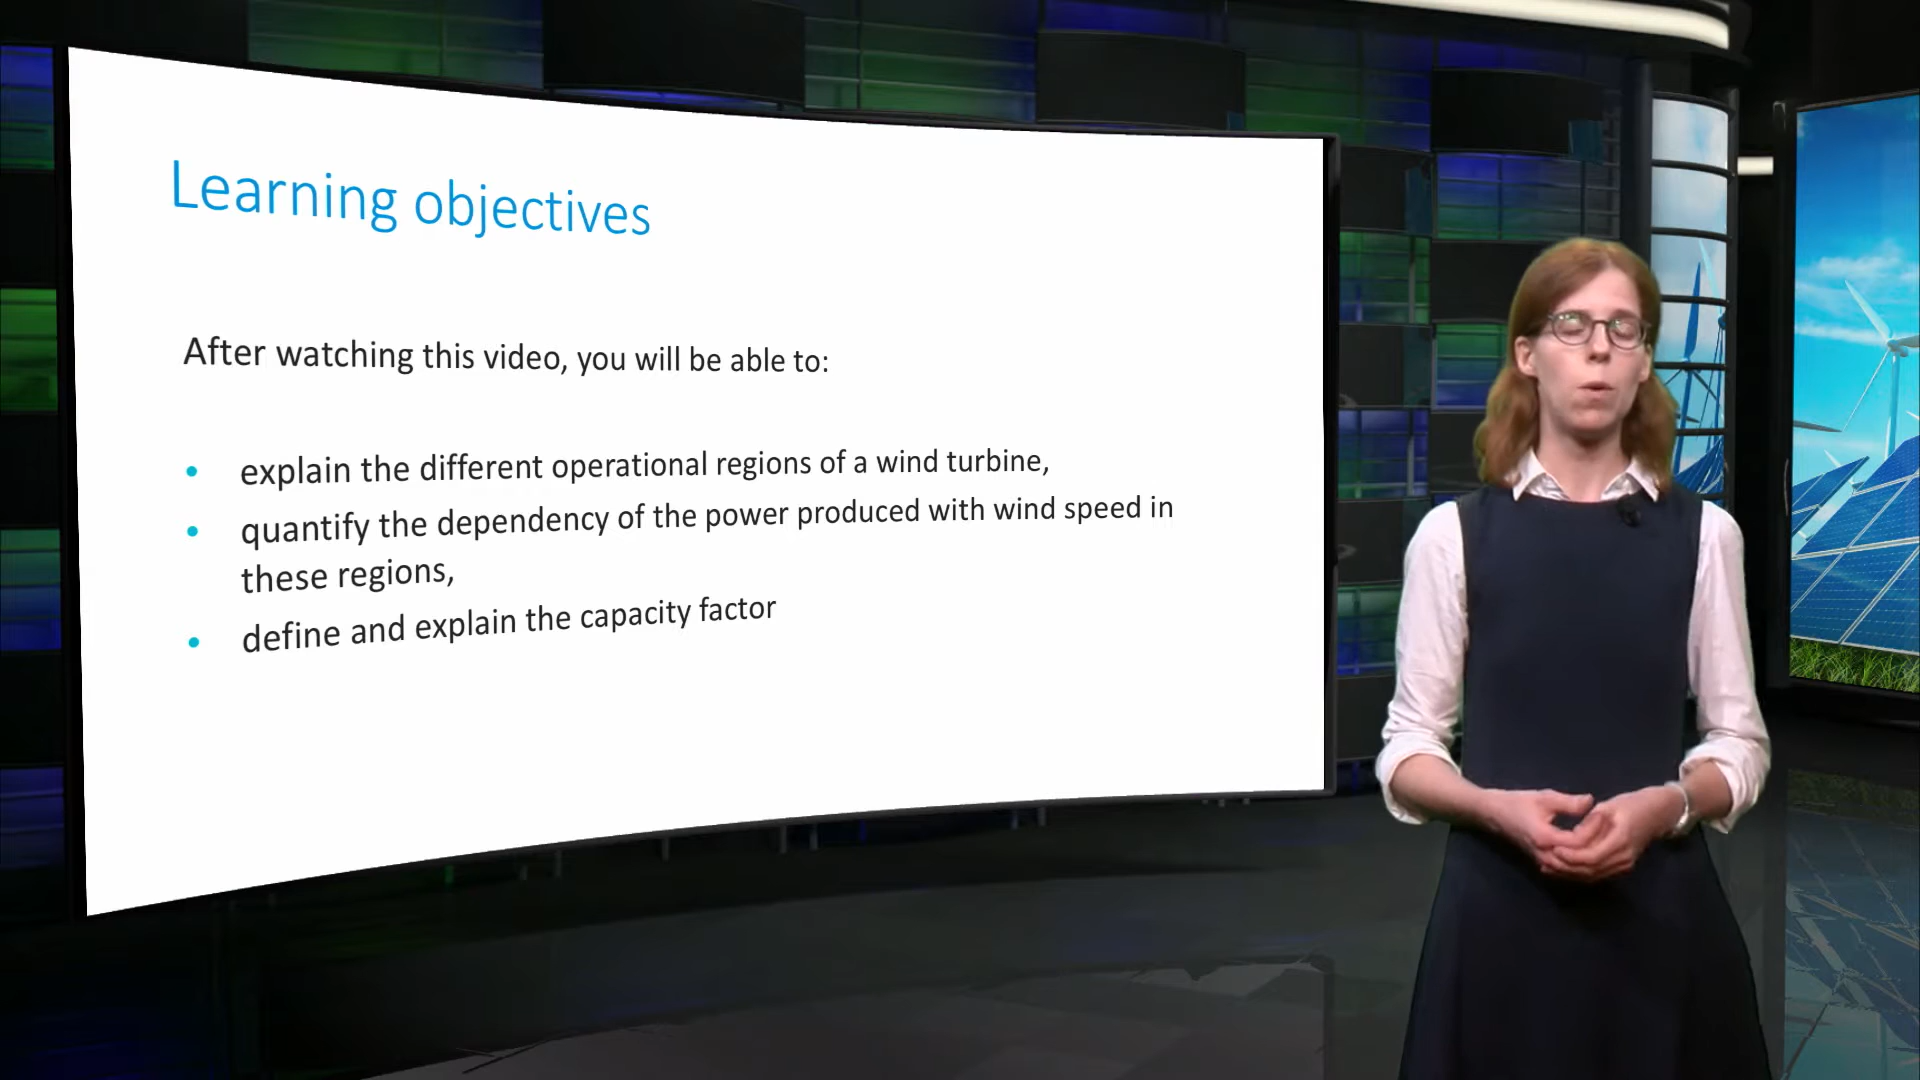 Learning objectives
After watching this video, you will be able to:
• explain the different operational regions of a wind turbine,
• quantify the dependency of the power produced with wind speed in
these regions,
• define and explain the capacity factor